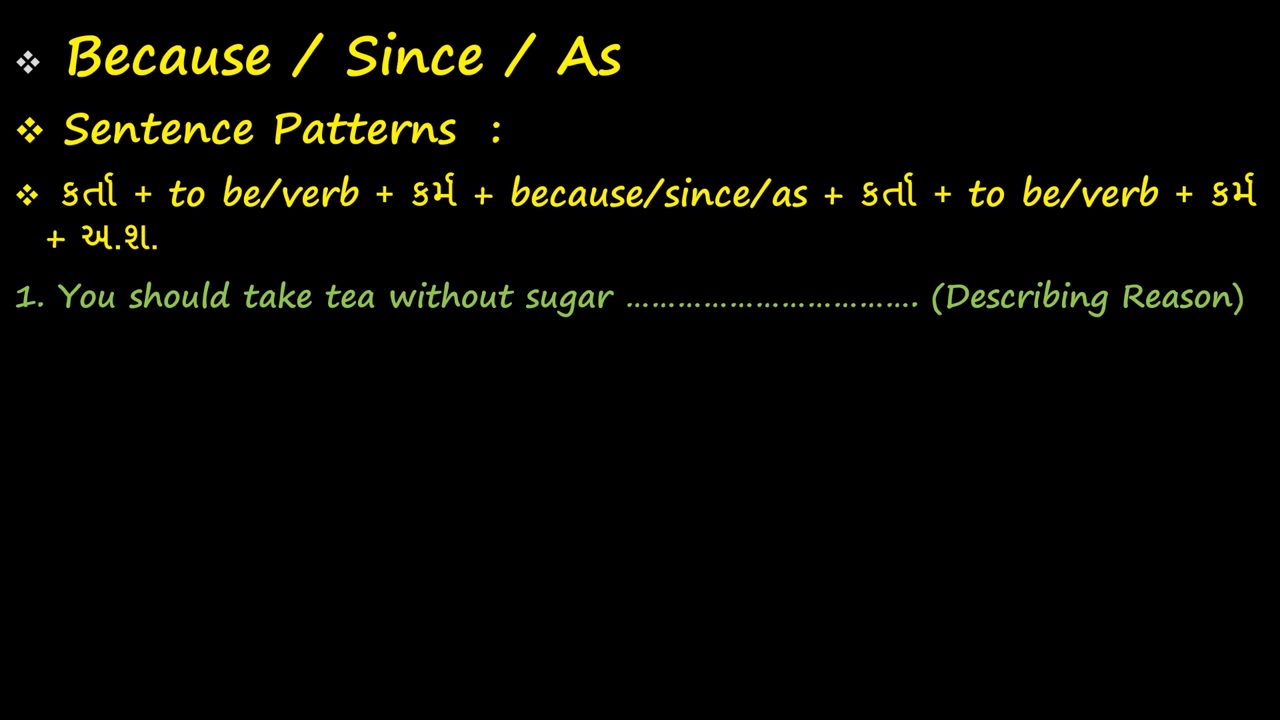 ❖ Because / Since / As
❖ Sentence Patterns :
❖ કર્તા + to be/verb + કર્મ + because/since/as + કર્તા + to be/verb + કર્મ
+ અ.શ.
1. You should take tea without sugar ……………………………. (Describing Reason)